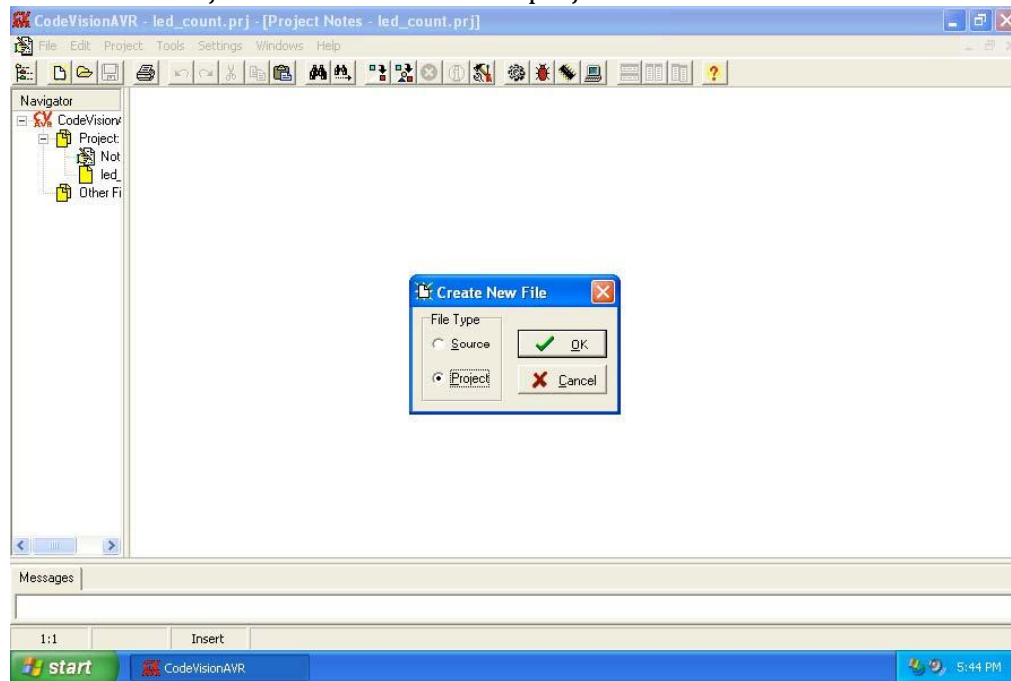 CodeVisionAVR - led_count.prj - [Project Notes - led_count.prj]
File Edit Project Tools Settings Windows Help
Navigator
CodeVisionA
Project:
Not
led_
Other Fi
Create New File
File Type
Source
OK
Project
Cancel
Messages
1:1 Insert
start CodeVisionAVR 5:44 PM